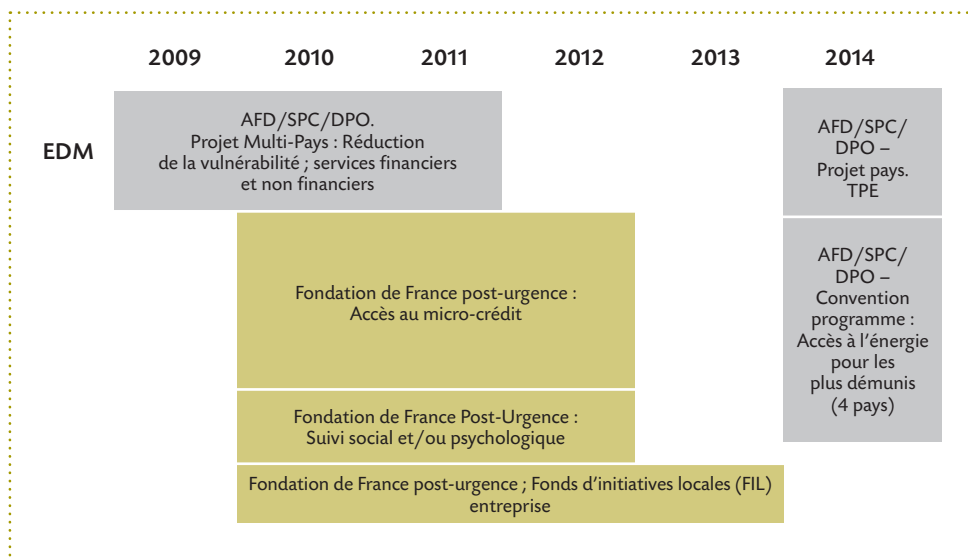 2009 2010 2011 2012 2013 2014
EDM
AFD/SPC/DPO.
Projet Multi-Pays : Réduction
de la vulnérabilité ; services financiers
et non financiers
AFD/SPC/
DPO –
Projet pays.
TPE
Fondation de France post-urgence :
Accès au micro-crédit
AFD/SPC/
DPO –
Convention
programme :
Accès à l’énergie
pour les
plus démunis
(4 pays)
Fondation de France Post-Urgence :
Suivi social et/ou psychologique
Fondation de France post-urgence ; Fonds d’initiatives locales (FIL)
entreprise